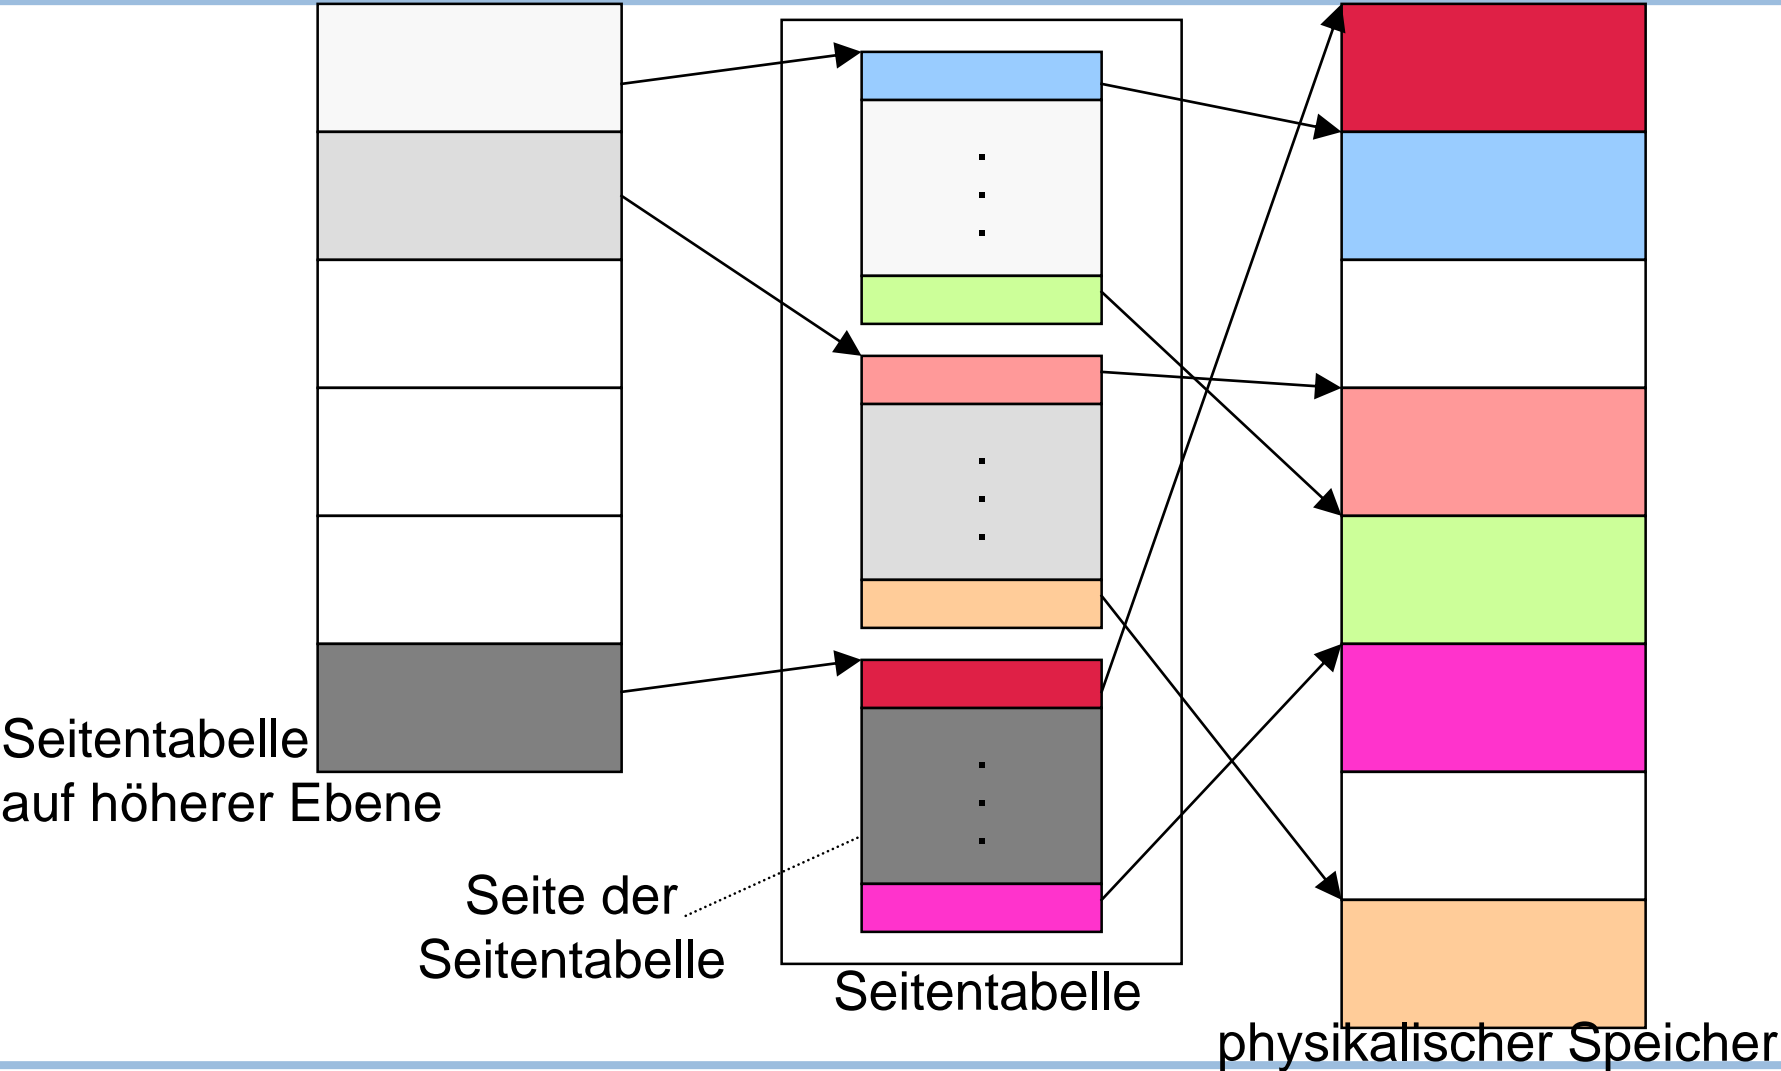 Seitentabelle
auf höherer Ebene
Seite der
Seitentabelle
Seitentabelle
physikalischer Speicher